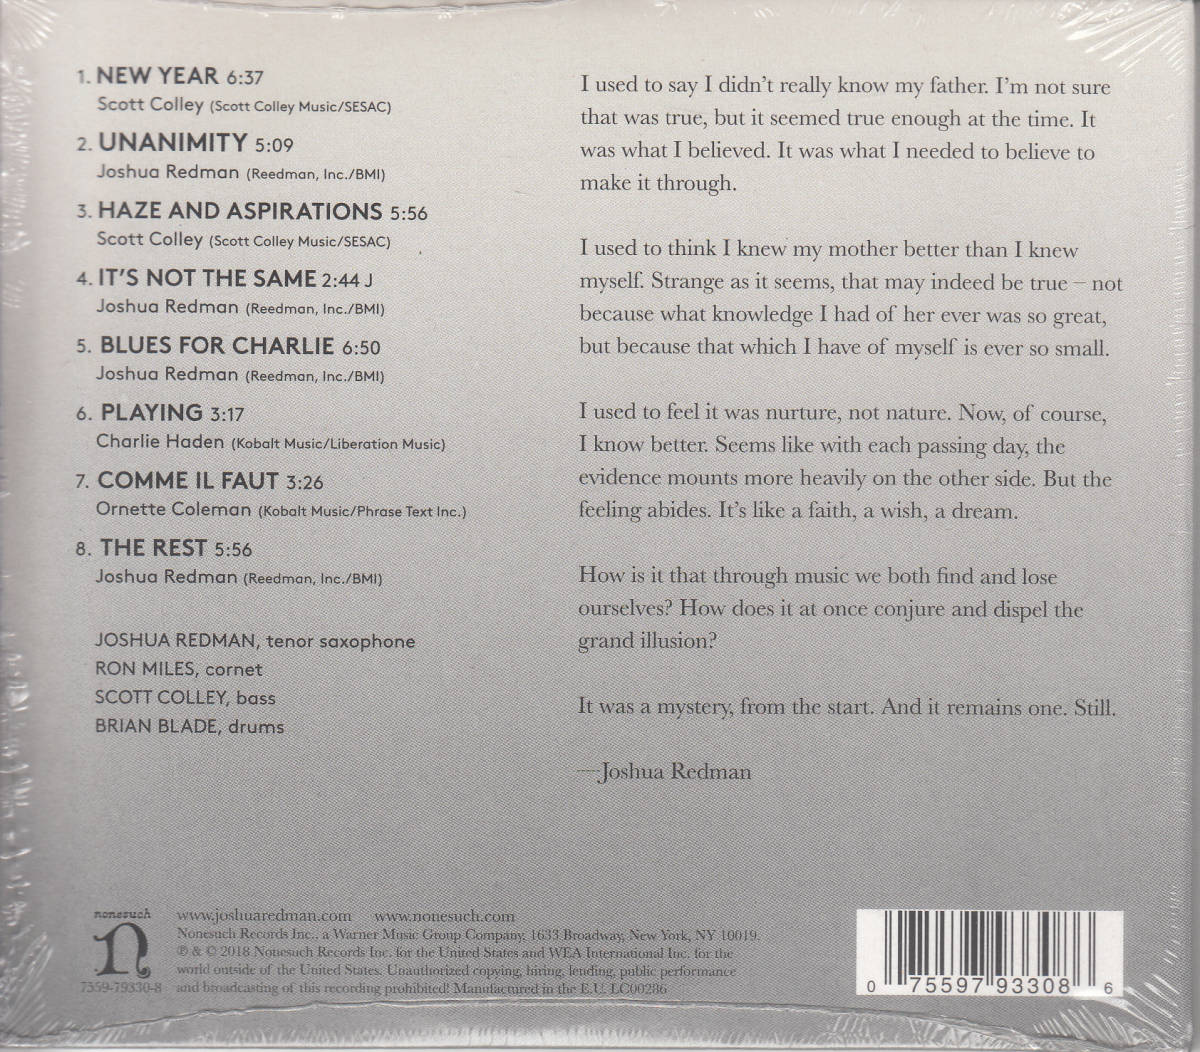 1. NEW YEAR 6:37
Scott Colley (Scott Colley Music/SESAC)
2. UNANIMITY 5:09
Joshua Redman (Reedman, Inc./BMI)
3. HAZE AND ASPIRATIONS 5:56
Scott Colley (Scott Colley Music/SESAC)
4. IT'S NOT THE SAME 2:44 J
Joshua Redman (Reedman, Inc./BMI)
5. BLUES FOR CHARLIE 6:50
Joshua Redman (Reedman, Inc./BMI)
6. PLAYING 3:17
Charlie Haden (Kobalt Music/Liberation Music)
7. COMME IL FAUT 3:26
Ornette Coleman (Kobalt Music/Phrase Text Inc.)
8. THE REST 5:56
Joshua Redman (Reedman, Inc./BMI)
JOSHUA REDMAN, tenor saxophone
RON MILES, cornet
SCOTT COLLEY, bass
BRIAN BLADE, drums
I used to say I didn't really know my father. I'm not sure
that was true, but it seemed true enough at the time. It
was what I believed. It was what I needed to believe to
make it through.
I used to think I knew my mother better than I knew
myself. Strange as it seems, that may indeed be true – not
because what knowledge I had of her ever was so great,
but because that which I have of myself is ever so small.
I used to feel it was nurture, not nature. Now, of course,
I know better. Seems like with each passing day, the
evidence mounts more heavily on the other side. But the
feeling abides. It's like a faith, a wish, a dream.
How is it that through music we both find and lose
ourselves? How does it at once conjure and dispel the
grand illusion?
It was a mystery, from the start. And it remains one. Still.
—Joshua Redman
nonesuch
n
7559-79330-8
www.joshuaredman.com www.nonesuch.com
Nonesuch Records Inc., a Warner Music Group Company, 1633 Broadway, New York, NY 10019.
℗ & © 2018 Nonesuch Records Inc. for the United States and WEA International Inc. for the
world outside of the United States. Unauthorized copying, hiring, lending, public performance
and broadcasting of this recording prohibited! Manufactured in the E.U. LC00286
0 75597 93308 6